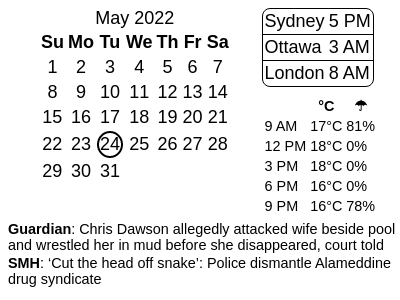 May 2022
Su Mo Tu We Th Fr Sa
1 2 3 4 5 6 7
8 9 10 11 12 13 14
15 16 17 18 19 20 21
22 23 24 25 26 27 28
29 30 31
Sydney 5 PM
Ottawa 3 AM
London 8 AM
°C ☂
9 AM 17°C 81%
12 PM 18°C 0%
3 PM 18°C 0%
6 PM 16°C 0%
9 PM 16°C 78%
Guardian: Chris Dawson allegedly attacked wife beside pool
and wrestled her in mud before she disappeared, court told
SMH: ‘Cut the head off snake’: Police dismantle Alameddine
drug syndicate